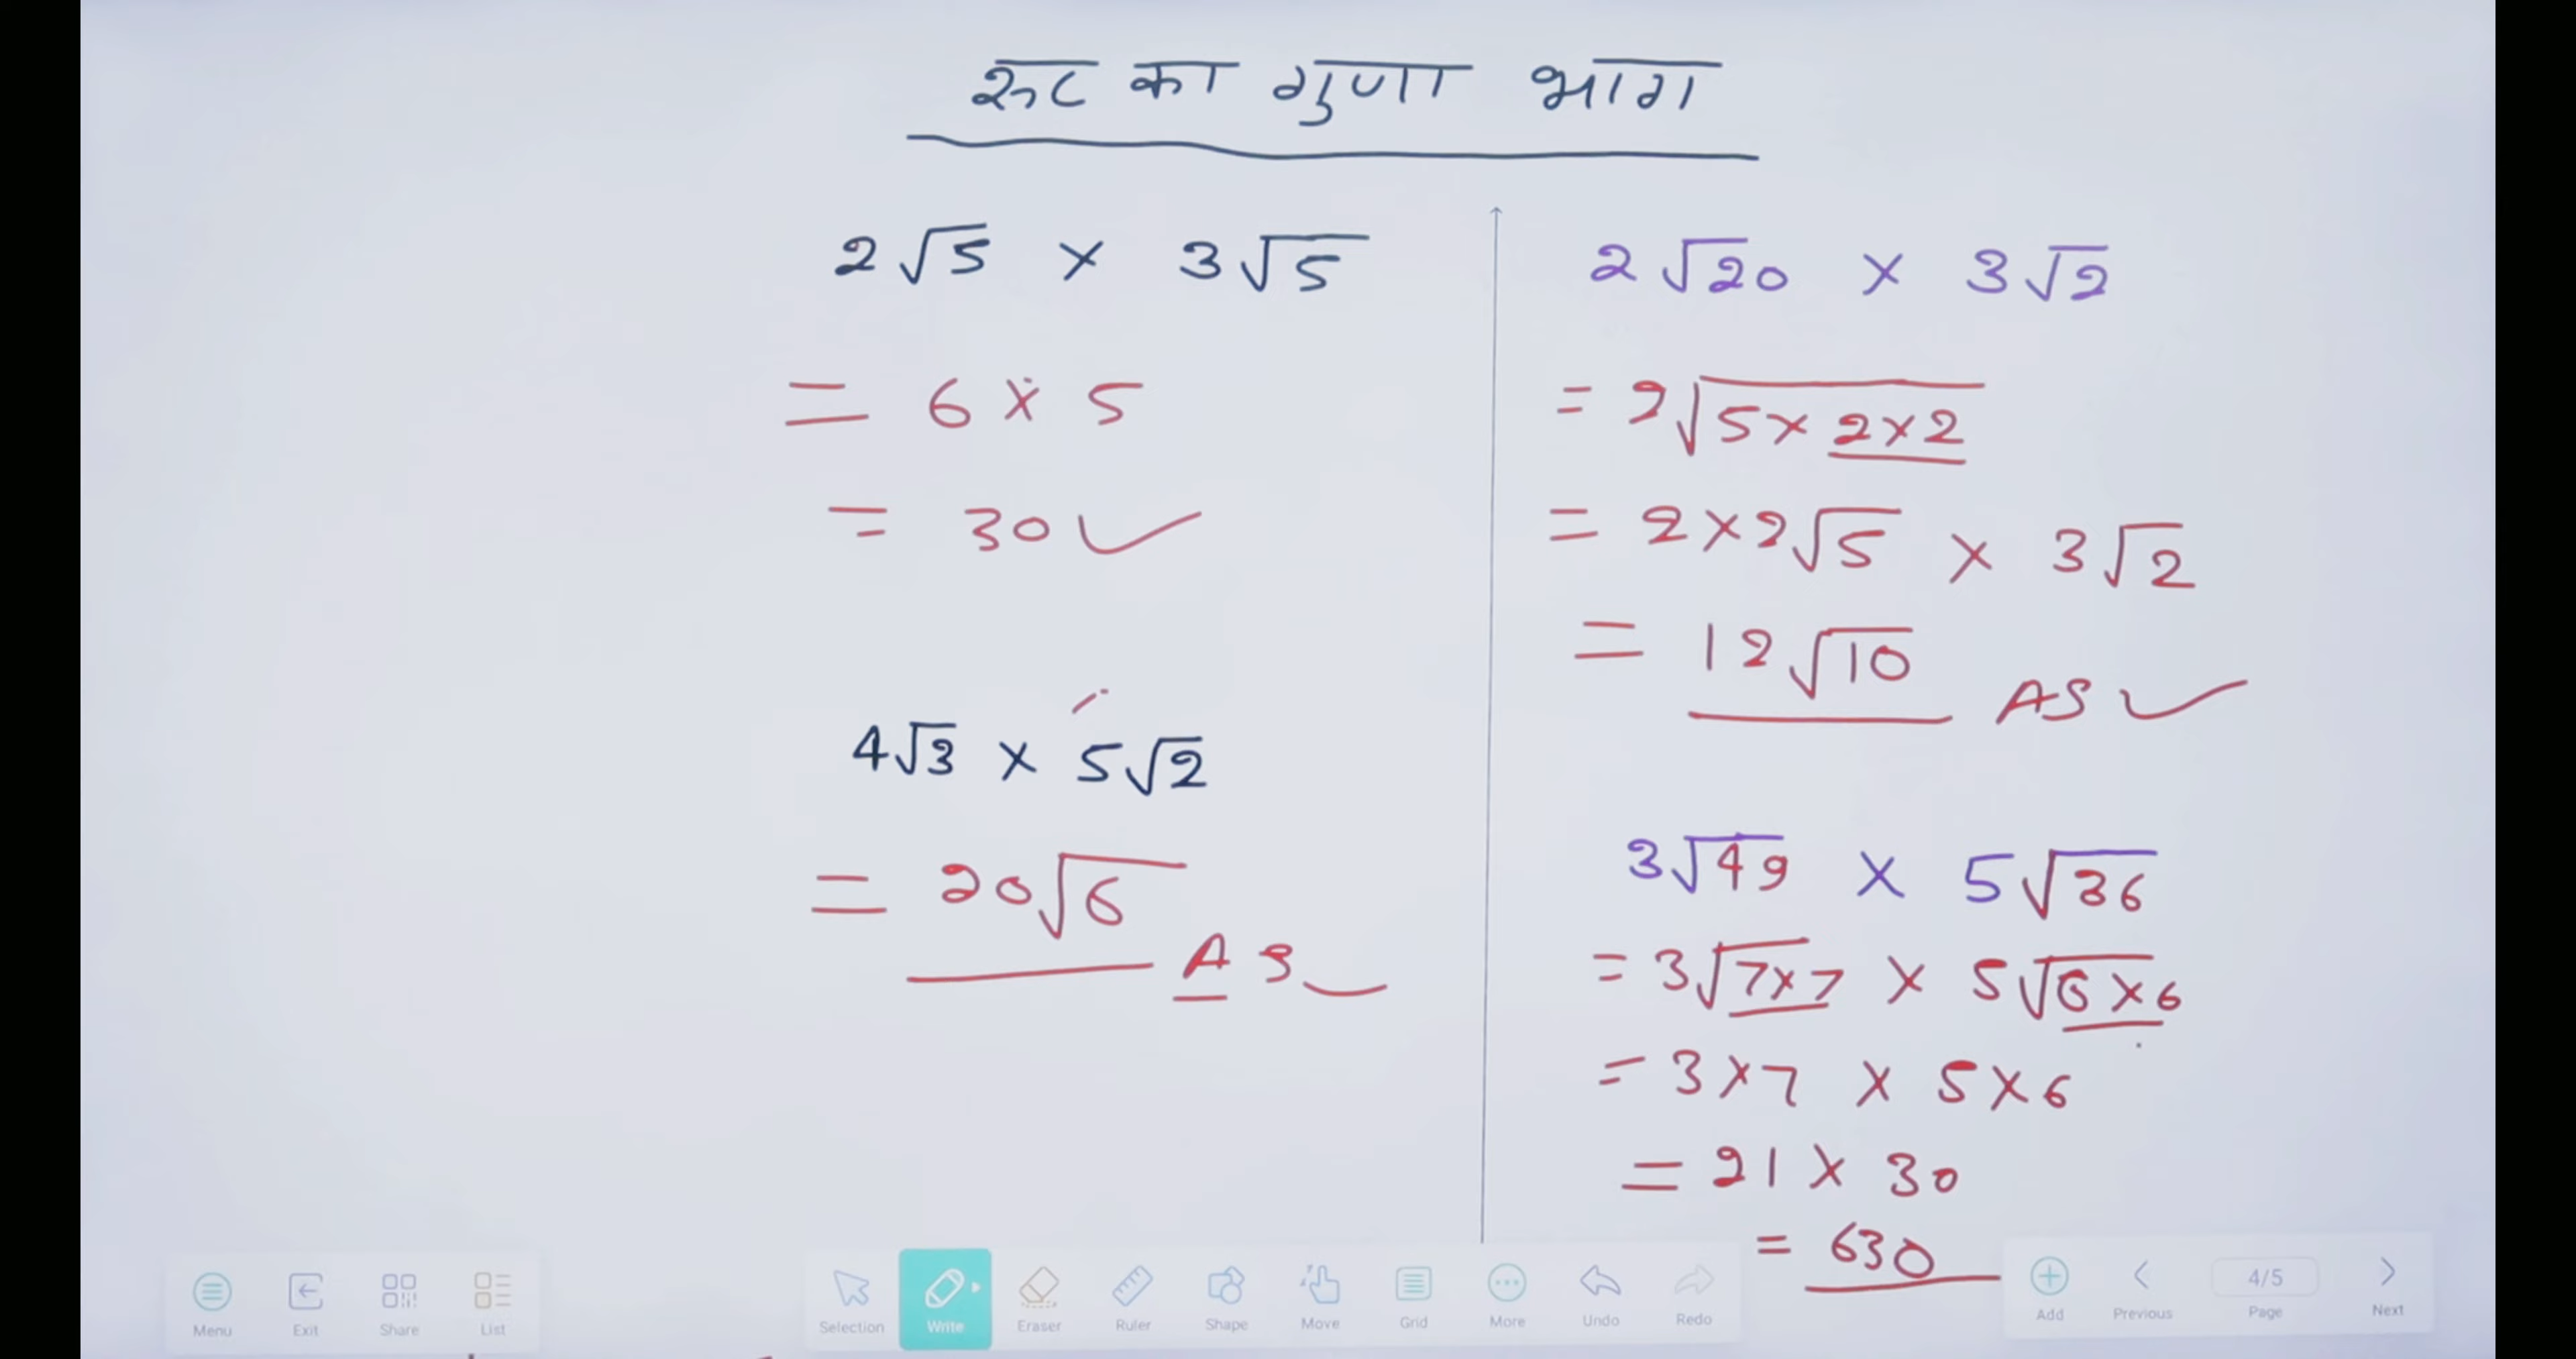 रूट का गुणा भाग
2√5 × 3√5
= 6 × 5
= 30 ✓
4√3 × 5√2
= 20√6
AS
2√20 × 3√2
= 2√5×2×2
= 2×2√5 × 3√2
= 12√10 AS ✓
3√49 × 5√36
= 3√7×7 × 5√6×6
= 3×7 × 5×6
= 21 × 30
= 630
Menu Exit Share List Selection Write Eraser Ruler Shape Move Grid More Undo Redo Add Previous 4/5 Page Next